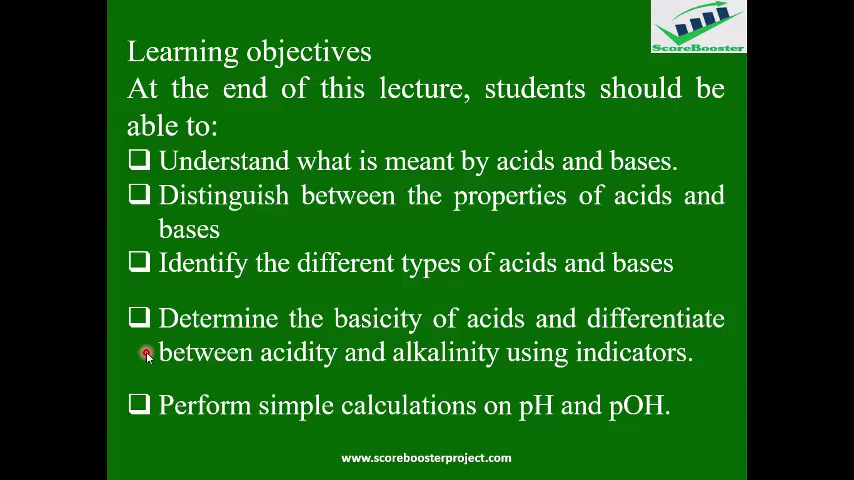 ScoreBooster
Learning objectives
At the end of this lecture, students should be
able to:
❑ Understand what is meant by acids and bases.
❑ Distinguish between the properties of acids and
bases
❑ Identify the different types of acids and bases
❑ Determine the basicity of acids and differentiate
between acidity and alkalinity using indicators.
❑ Perform simple calculations on pH and pOH.
www.scoreboosterproject.com